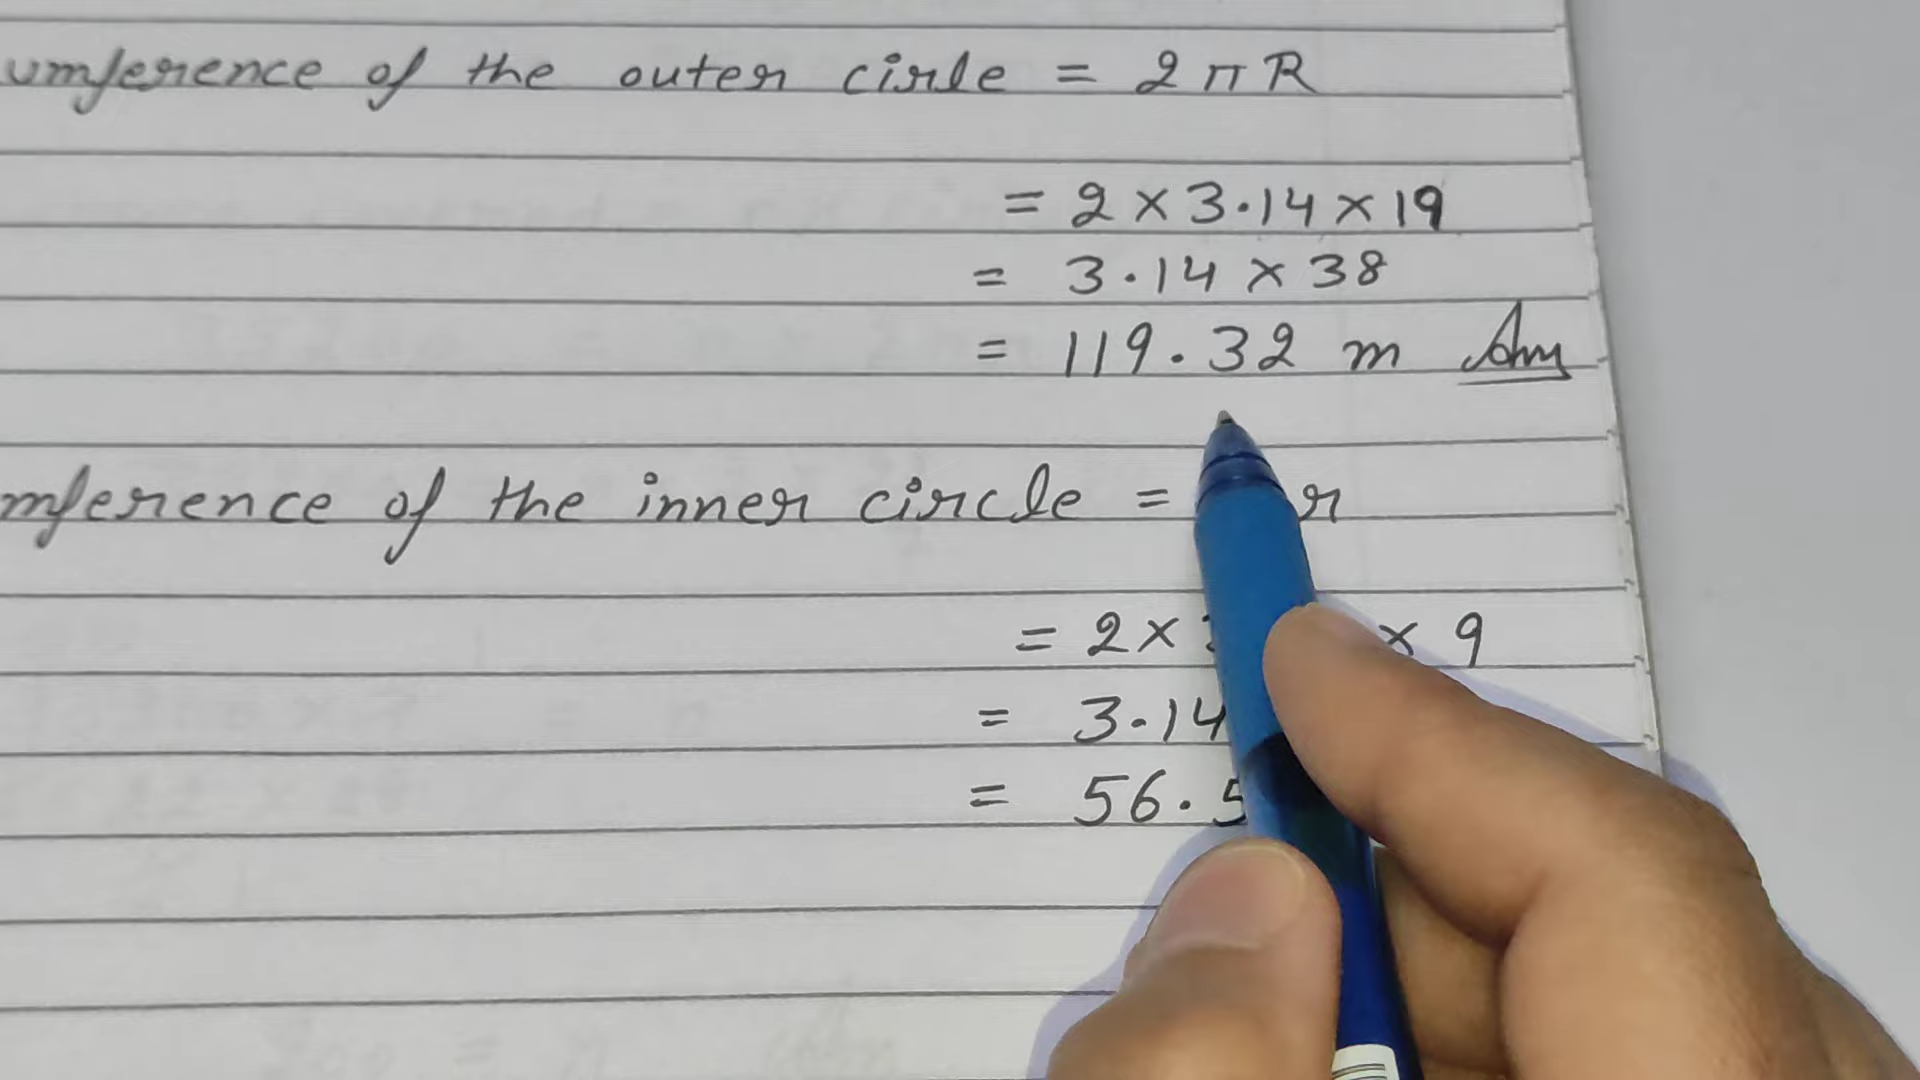 umference of the outer cirle = 2πR
= 2 × 3.14 × 19
= 3.14 × 38
= 119.32 m Ans
mference of the inner circle = r
= 2 × × 9
= 3.14
= 56.5